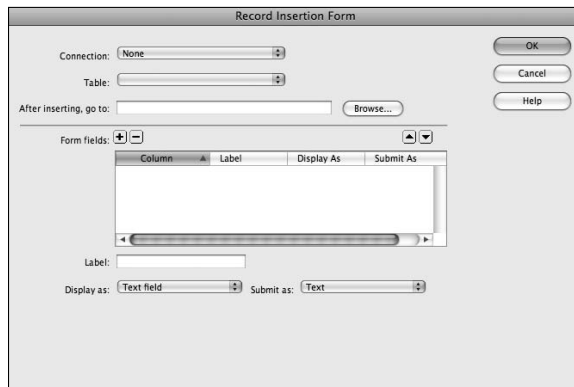 Record Insertion Form
Connection: None
OK
Table:
Cancel
After inserting, go to: Browse...
Help
Form fields:
Column Label Display As Submit As
Label:
Display as: Text field Submit as: Text